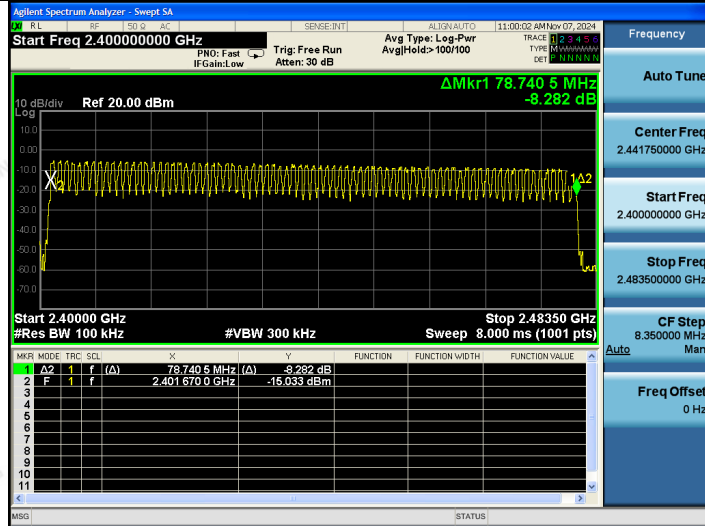 Agilent Spectrum Analyzer - Swept SA
LXI RL RF 50 Ω AC SENSE:INT ALIGN AUTO 11:00:02 AM Nov 07, 2024
Start Freq 2.400000000 GHz
PNO: Fast
IFGain:Low
Trig: Free Run
Atten: 30 dB
Avg Type: Log-Pwr
Avg|Hold:>100/100
TRACE 1 2 3 4 5 6
TYPE M
DET P N N N N N
ΔMkr1 78.740 5 MHz
-8.282 dB
10 dB/div Ref 20.00 dBm
Log
10.0
0.00
-10.0
-20.0
-30.0
-40.0
-50.0
-60.0
-70.0
2
1Δ2
Start 2.40000 GHz Stop 2.48350 GHz
#Res BW 100 kHz #VBW 300 kHz Sweep 8.000 ms (1001 pts)
MKR MODE TRC SCL X Y FUNCTION FUNCTION WIDTH FUNCTION VALUE
1 Δ2 1 f (Δ) 78.740 5 MHz (Δ) -8.282 dB
2 F 1 f 2.401 670 0 GHz -15.033 dBm
3
4
5
6
7
8
9
10
11
MSG STATUS
Frequency
Auto Tune
Center Freq
2.441750000 GHz
Start Freq
2.400000000 GHz
Stop Freq
2.483500000 GHz
CF Step
8.350000 MHz
Auto Man
Freq Offset
0 Hz